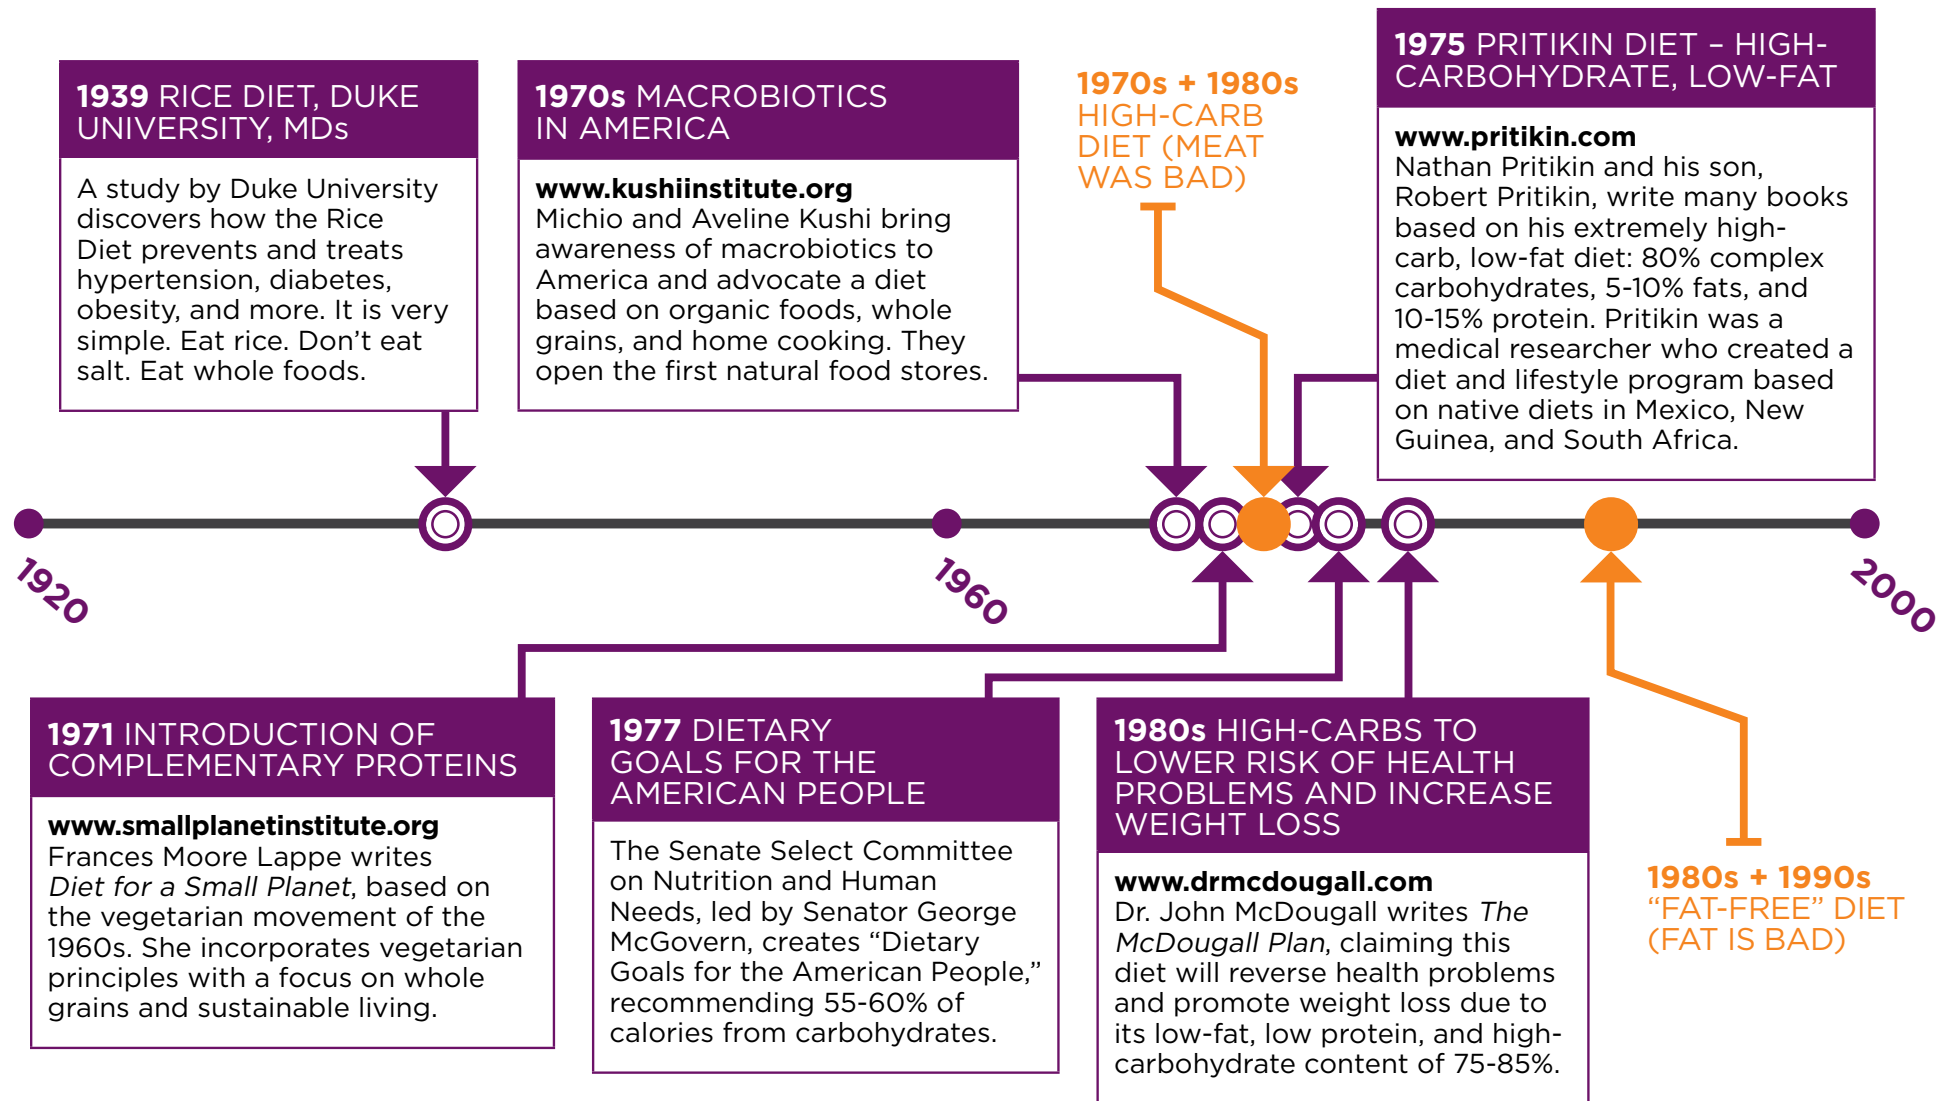 1939 RICE DIET, DUKE
UNIVERSITY, MDs
A study by Duke University
discovers how the Rice
Diet prevents and treats
hypertension, diabetes,
obesity, and more. It is very
simple. Eat rice. Don’t eat
salt. Eat whole foods.
1970s MACROBIOTICS
IN AMERICA
www.kushiinstitute.org
Michio and Aveline Kushi bring
awareness of macrobiotics to
America and advocate a diet
based on organic foods, whole
grains, and home cooking. They
open the first natural food stores.
1970s + 1980s
HIGH-CARB
DIET (MEAT
WAS BAD)
1975 PRITIKIN DIET – HIGH-
CARBOHYDRATE, LOW-FAT
www.pritikin.com
Nathan Pritikin and his son,
Robert Pritikin, write many books
based on his extremely high-
carb, low-fat diet: 80% complex
carbohydrates, 5-10% fats, and
10-15% protein. Pritikin was a
medical researcher who created a
diet and lifestyle program based
on native diets in Mexico, New
Guinea, and South Africa.
1920
1960
2000
1971 INTRODUCTION OF
COMPLEMENTARY PROTEINS
www.smallplanetinstitute.org
Frances Moore Lappe writes
Diet for a Small Planet, based on
the vegetarian movement of the
1960s. She incorporates vegetarian
principles with a focus on whole
grains and sustainable living.
1977 DIETARY
GOALS FOR THE
AMERICAN PEOPLE
The Senate Select Committee
on Nutrition and Human
Needs, led by Senator George
McGovern, creates “Dietary
Goals for the American People,”
recommending 55-60% of
calories from carbohydrates.
1980s HIGH-CARBS TO
LOWER RISK OF HEALTH
PROBLEMS AND INCREASE
WEIGHT LOSS
www.drmcdougall.com
Dr. John McDougall writes The
McDougall Plan, claiming this
diet will reverse health problems
and promote weight loss due to
its low-fat, low protein, and high-
carbohydrate content of 75-85%.
1980s + 1990s
“FAT-FREE” DIET
(FAT IS BAD)